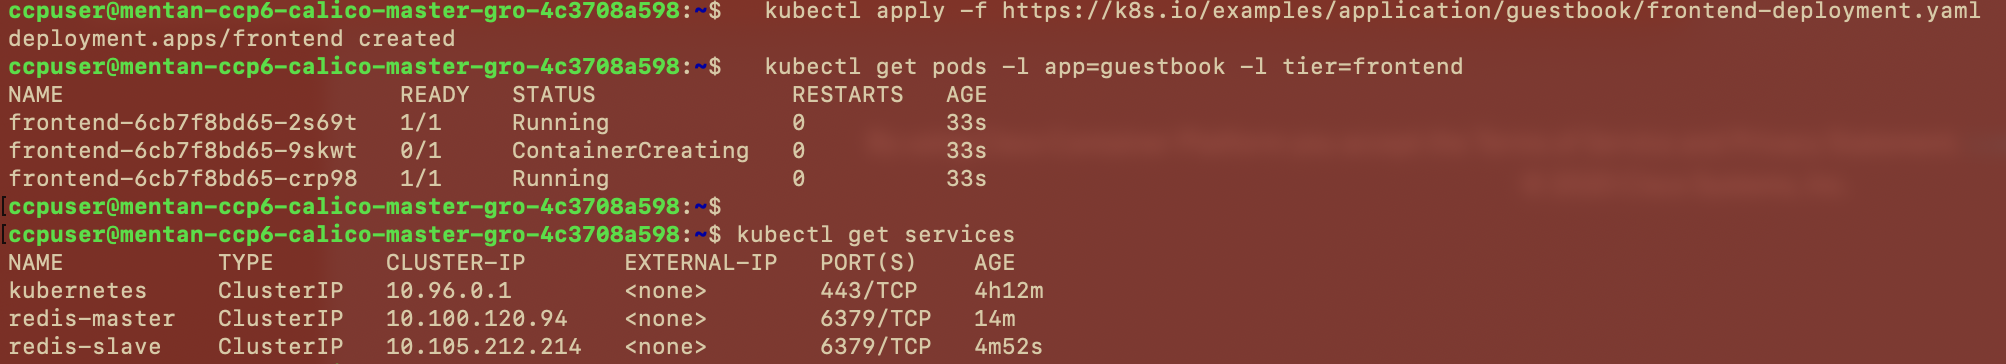 ccpuser@mentan-ccp6-calico-master-gro-4c3708a598:~$   kubectl apply -f https://k8s.io/examples/application/guestbook/frontend-deployment.yaml
deployment.apps/frontend created
ccpuser@mentan-ccp6-calico-master-gro-4c3708a598:~$   kubectl get pods -l app=guestbook -l tier=frontend
NAME                        READY   STATUS              RESTARTS   AGE
frontend-6cb7f8bd65-2s69t   1/1     Running             0          33s
frontend-6cb7f8bd65-9skwt   0/1     ContainerCreating   0          33s
frontend-6cb7f8bd65-crp98   1/1     Running             0          33s
[ccpuser@mentan-ccp6-calico-master-gro-4c3708a598:~$
[ccpuser@mentan-ccp6-calico-master-gro-4c3708a598:~$ kubectl get services
NAME           TYPE        CLUSTER-IP       EXTERNAL-IP   PORT(S)    AGE
kubernetes     ClusterIP   10.96.0.1        <none>        443/TCP    4h12m
redis-master   ClusterIP   10.100.120.94    <none>        6379/TCP   14m
redis-slave    ClusterIP   10.105.212.214   <none>        6379/TCP   4m52s